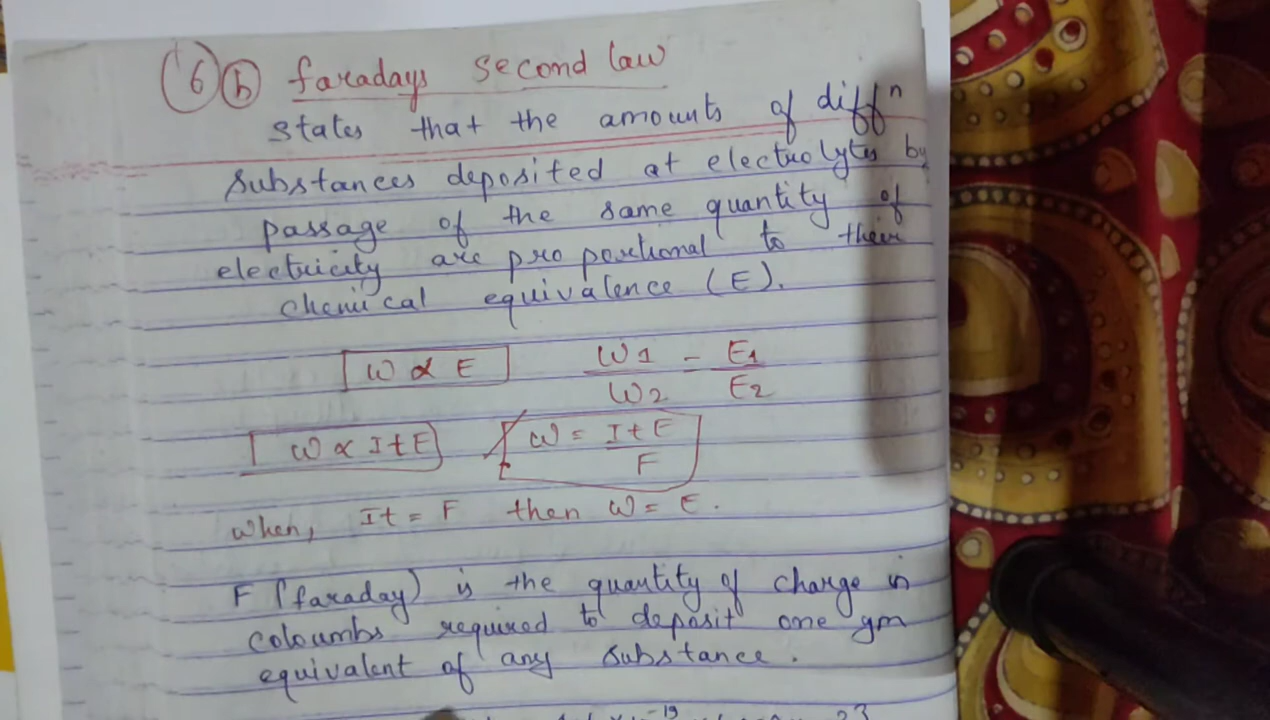 (6) (b) faradays second law
states that the amounts of diffⁿ
substances deposited at electrolytes by
passage of the same quantity of
electricity are proportional to their
chemical equivalence (E).
W ∝ E   W1/W2 = E1/E2
W ∝ ItE   W = ItE/F
when, It = F then W = E.
F (faraday) is the quantity of charge in
coloumbs required to deposit one gm
equivalent of any substance.